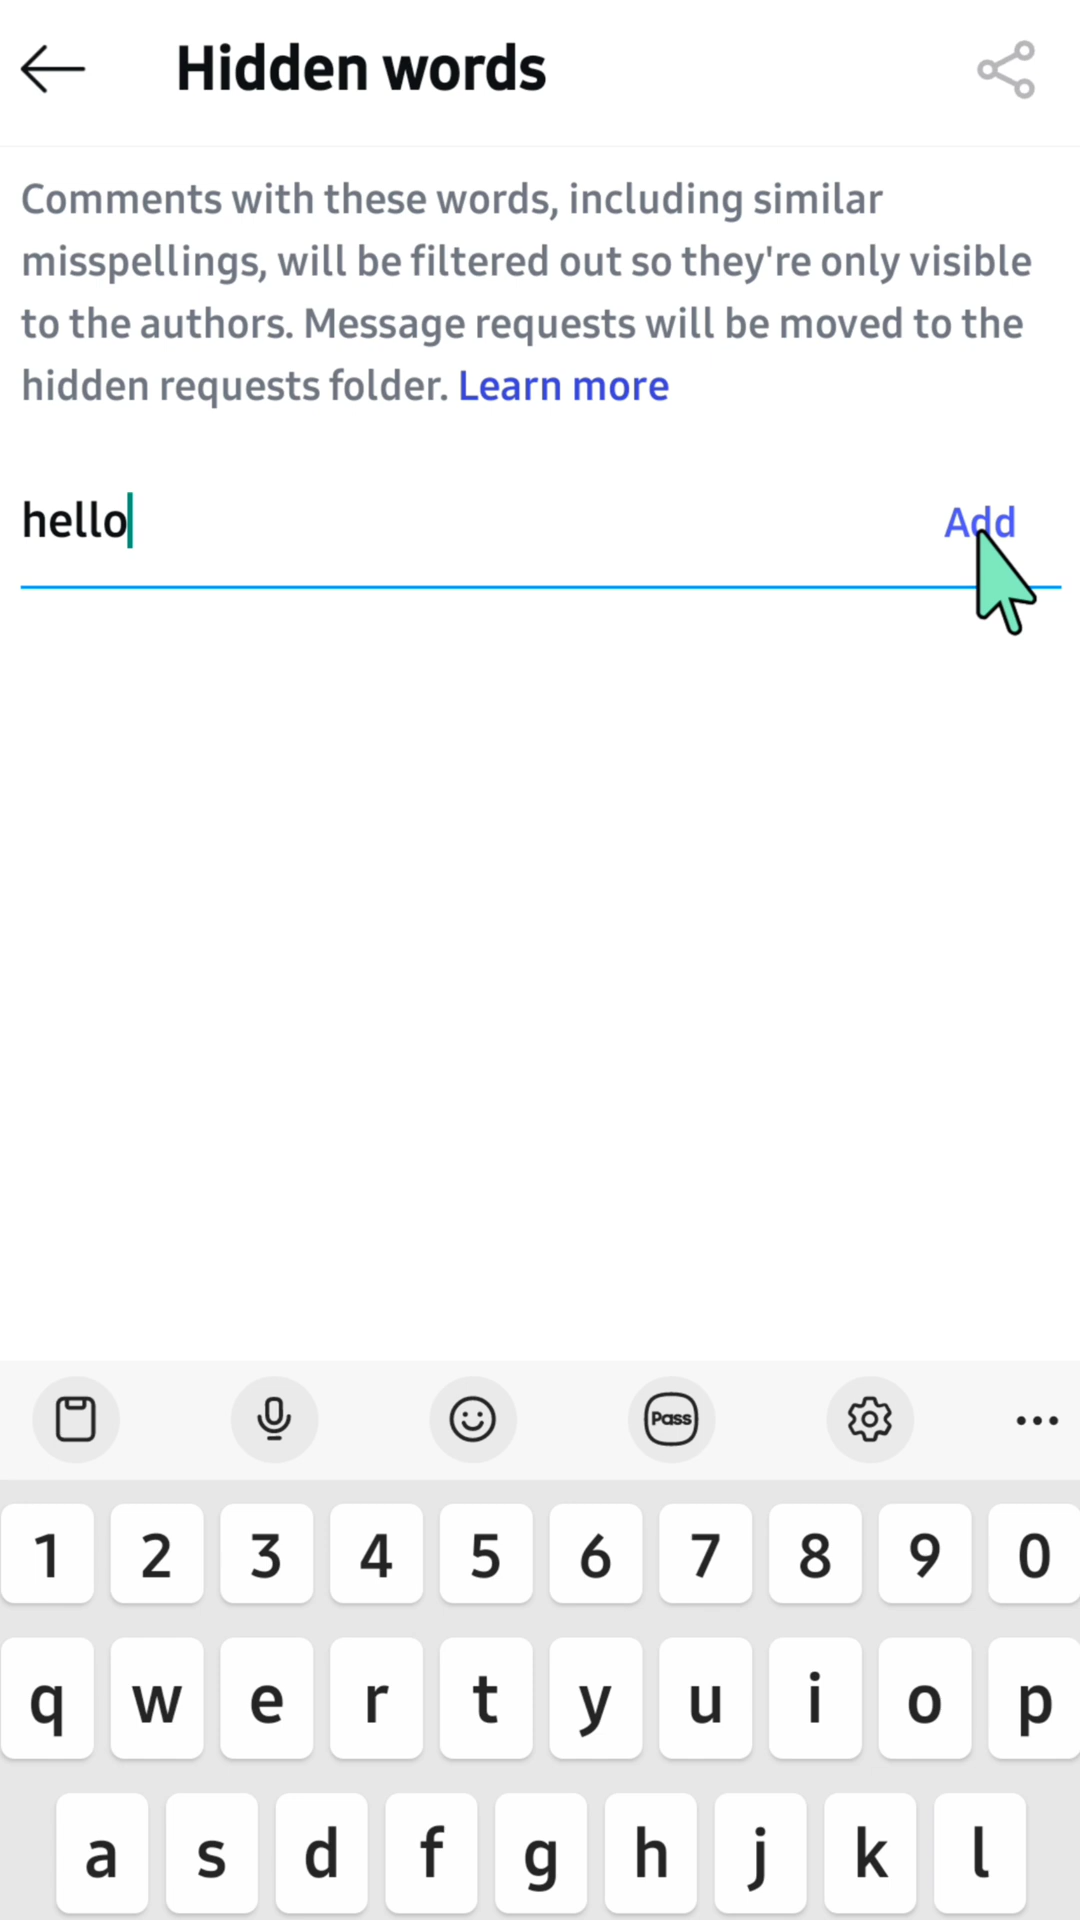 Hidden words
Comments with these words, including similar
misspellings, will be filtered out so they're only visible
to the authors. Message requests will be moved to the
hidden requests folder. Learn more
hello
Add
Pass
1 2 3 4 5 6 7 8 9 0
q w e r t y u i o p
a s d f g h j k l